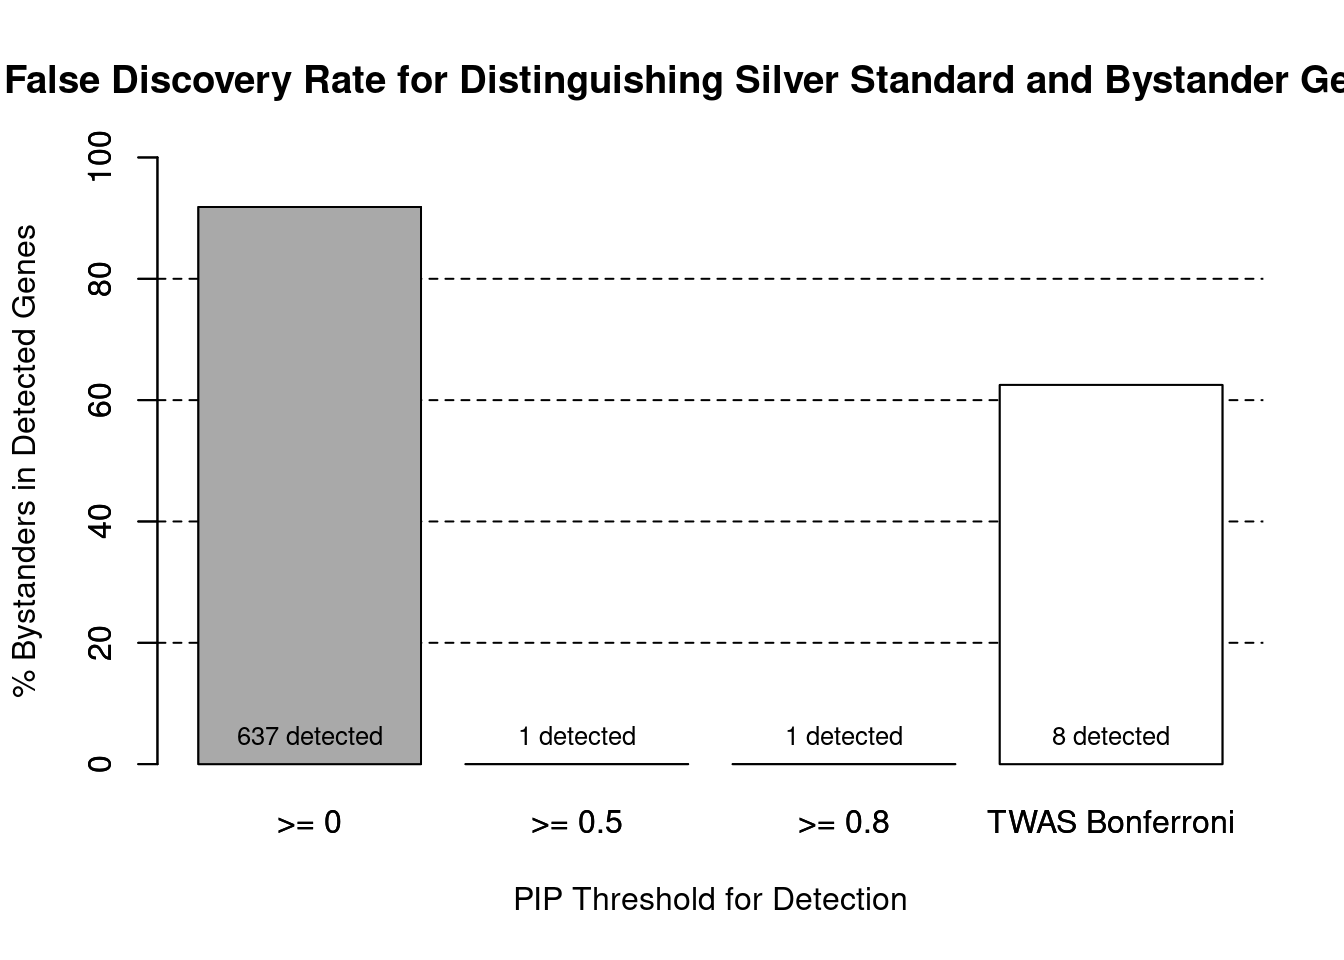 False Discovery Rate for Distinguishing Silver Standard and Bystander Ge
% Bystanders in Detected Genes
100
80
60
40
20
0
637 detected
1 detected
1 detected
8 detected
>= 0
>= 0.5
>= 0.8
TWAS Bonferroni
PIP Threshold for Detection